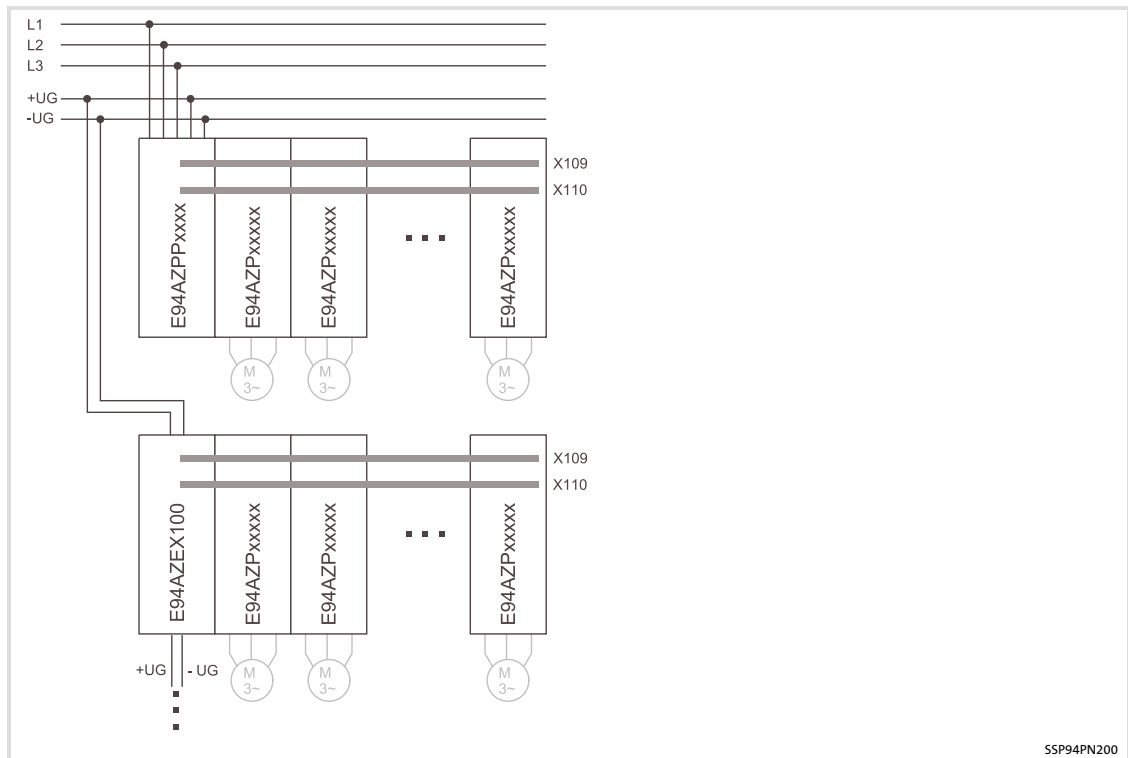 L1
L2
L3
+UG
-UG
X109
X110
E94AZPPxxxx
E94AZPxxxxx
E94AZPxxxxx
E94AZPxxxxx
M
3~
M
3~
M
3~
X109
X110
E94AZEX100
E94AZPxxxxx
E94AZPxxxxx
E94AZPxxxxx
+UG
- UG
M
3~
M
3~
M
3~
SSP94PN200